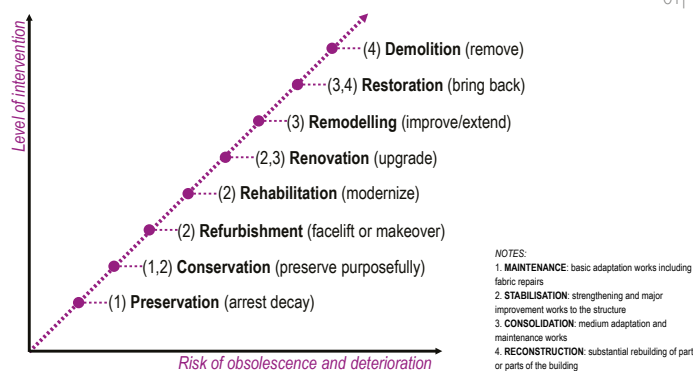 Level of intervention
(4) Demolition (remove)
(3,4) Restoration (bring back)
(3) Remodelling (improve/extend)
(2,3) Renovation (upgrade)
(2) Rehabilitation (modernize)
(2) Refurbishment (facelift or makeover)
(1,2) Conservation (preserve purposefully)
(1) Preservation (arrest decay)
Risk of obsolescence and deterioration
NOTES:
1. MAINTENANCE: basic adaptation works including
fabric repairs
2. STABILISATION: strengthening and major
improvement works to the structure
3. CONSOLIDATION: medium adaptation and
maintenance works
4. RECONSTRUCTION: substantial rebuilding of part
or parts of the building